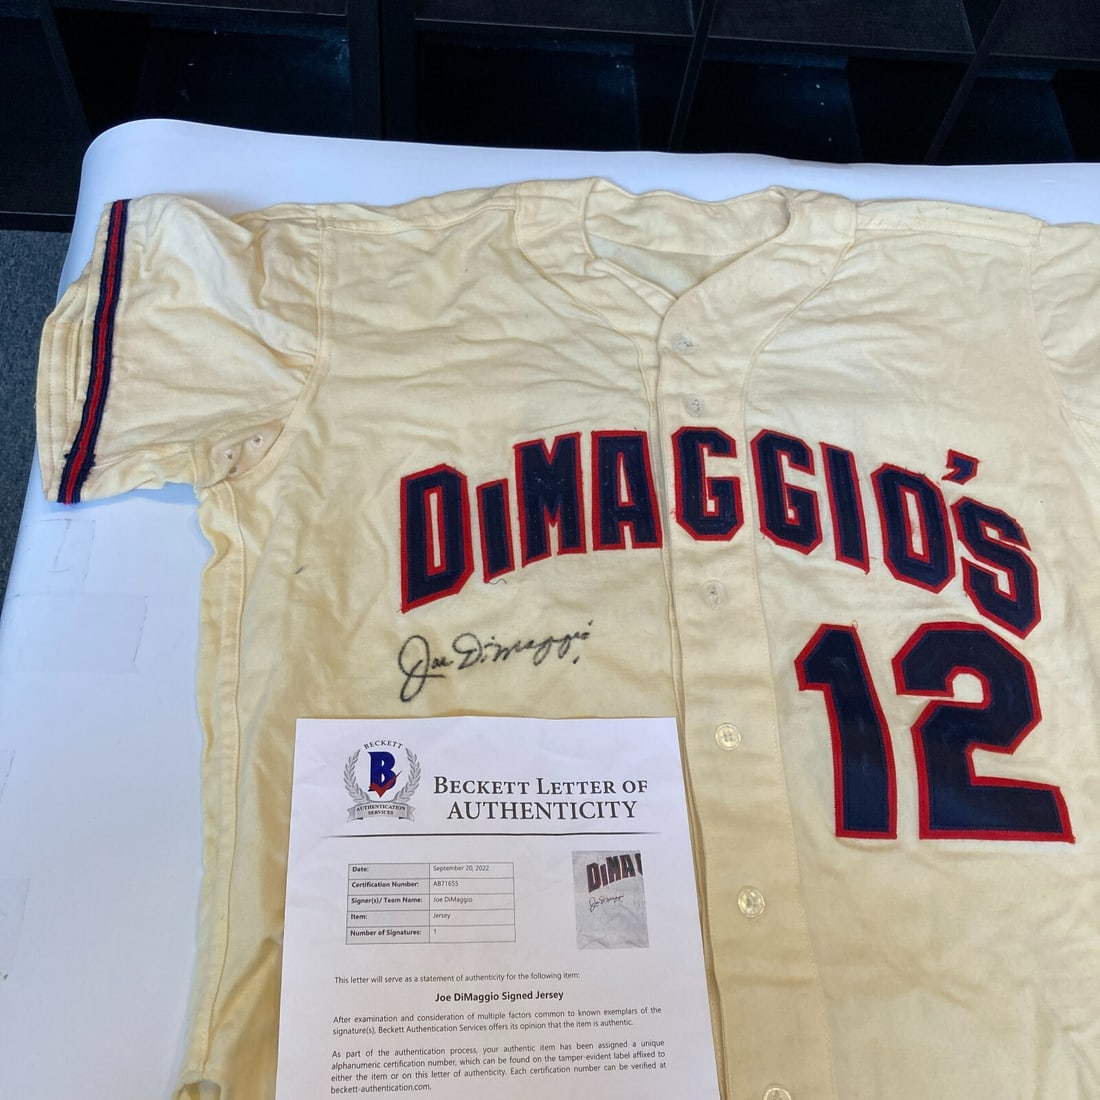 DiMAGGIO'S
12
Joe DiMaggio
BECKETT
B
AUTHENTICATION
SERVICES
BECKETT LETTER OF
AUTHENTICITY
Date: September 20, 2022
Certification Number: AB71655
Signer(s)/ Team Name: Joe DiMaggio
Item: Jersey
Number of Signatures: 1
DiMA
Joe DiMaggio
This letter will serve as a statement of authenticity for the following item:
Joe DiMaggio Signed Jersey
After examination and consideration of multiple factors common to known exemplars of the
signature(s), Beckett Authentication Services offers its opinion that the item is authentic.
As part of the authentication process, your authentic item has been assigned a unique
alphanumeric certification number, which can be found on the tamper-evident label affixed to
either the item or on this letter of authenticity. Each certification number can be verified at
beckett-authentication.com.